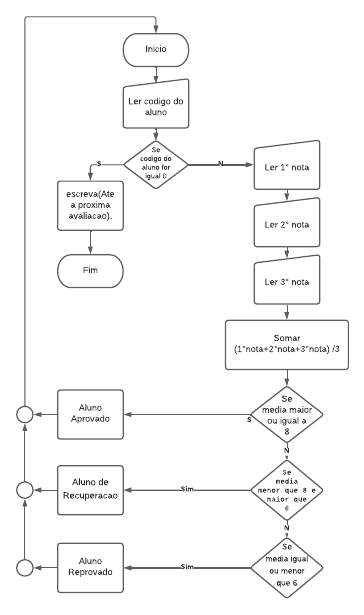 Inicio
Ler codigo do
aluno
Se
codigo do
aluno for
igual 0
S
N
escreva(Ate
a proxima
avaliacao).
Fim
Ler 1° nota
Ler 2° nota
Ler 3° nota
Somar
(1°nota+2°nota+3°nota) /3
Se
media maior
ou igual a
8
S
Aluno
Aprovado
N
Se
media
menor que 8 e
maior que
6
Sim
Aluno de
Recuperacao
N
Se
media igual
ou menor
que 6
Sim
Aluno
Reprovado